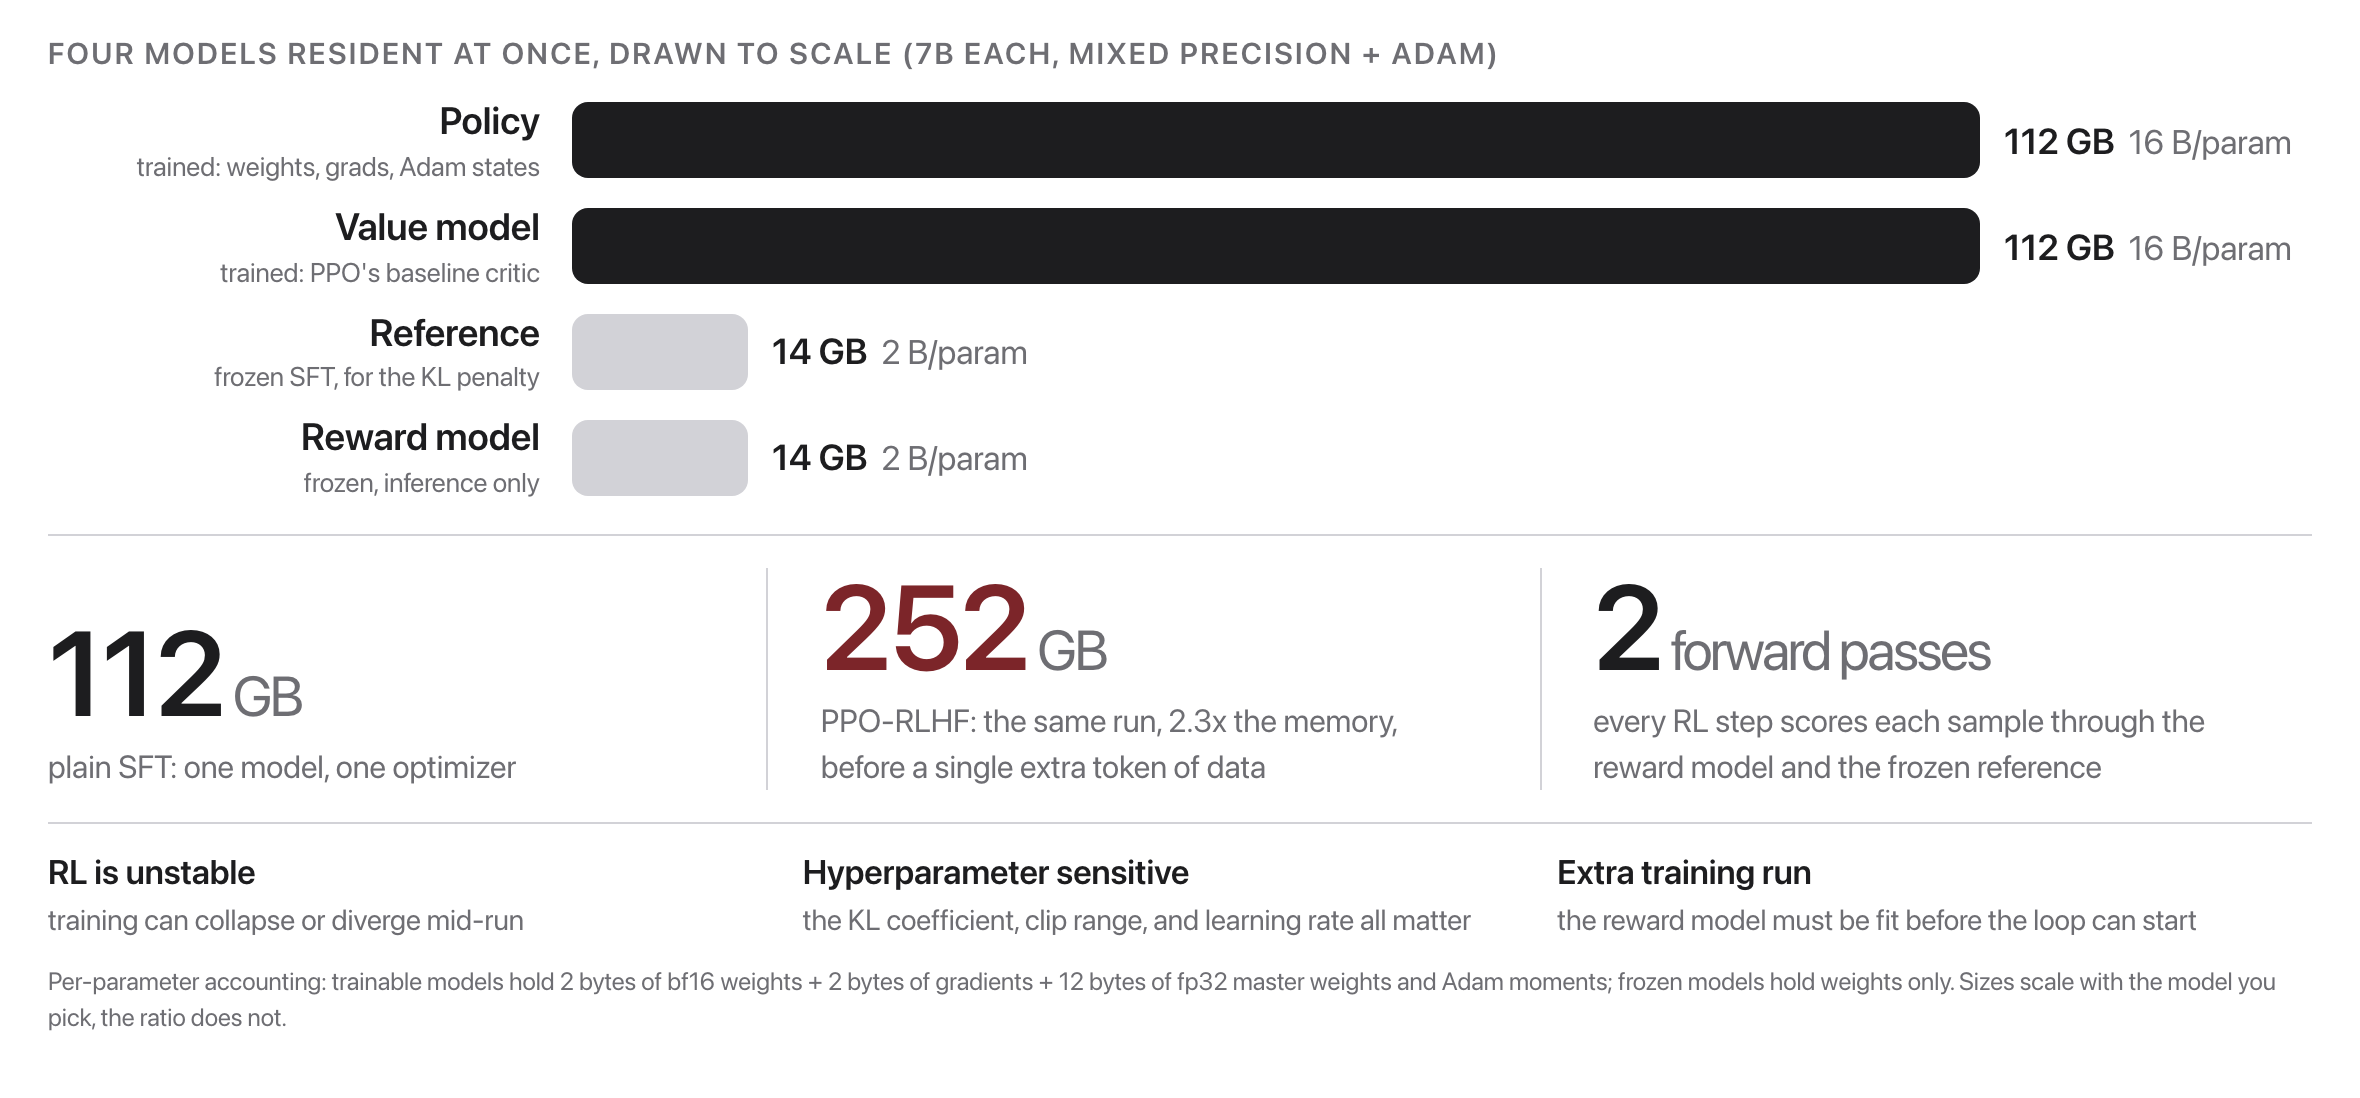 FOUR MODELS RESIDENT AT ONCE, DRAWN TO SCALE (7B EACH, MIXED PRECISION + ADAM)
Policy
trained: weights, grads, Adam states
112 GB 16 B/param
Value model
trained: PPO's baseline critic
112 GB 16 B/param
Reference
frozen SFT, for the KL penalty
14 GB 2 B/param
Reward model
frozen, inference only
14 GB 2 B/param
112 GB
plain SFT: one model, one optimizer
252 GB
PPO-RLHF: the same run, 2.3x the memory,
before a single extra token of data
2 forward passes
every RL step scores each sample through the
reward model and the frozen reference
RL is unstable
training can collapse or diverge mid-run
Hyperparameter sensitive
the KL coefficient, clip range, and learning rate all matter
Extra training run
the reward model must be fit before the loop can start
Per-parameter accounting: trainable models hold 2 bytes of bf16 weights + 2 bytes of gradients + 12 bytes of fp32 master weights and Adam moments; frozen models hold weights only. Sizes scale with the model you
pick, the ratio does not.